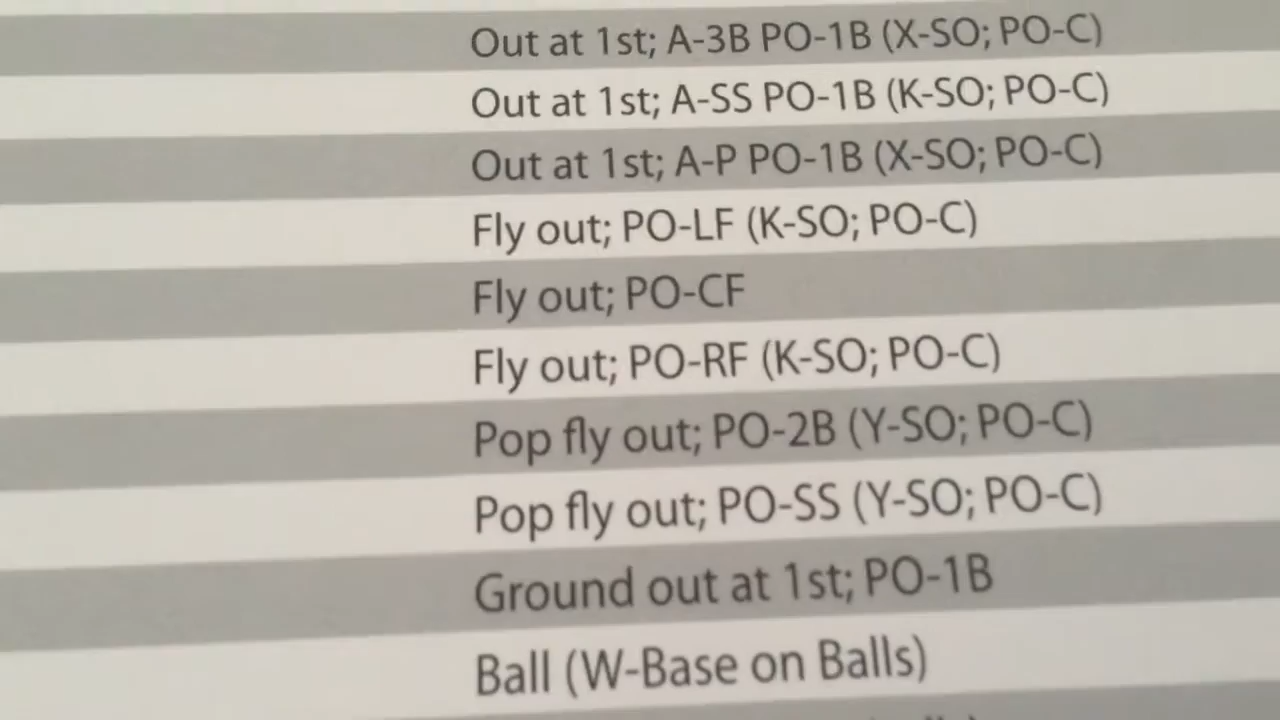 Out at 1st; A-3B PO-1B (X-SO; PO-C)
Out at 1st; A-SS PO-1B (K-SO; PO-C)
Out at 1st; A-P PO-1B (X-SO; PO-C)
Fly out; PO-LF (K-SO; PO-C)
Fly out; PO-CF
Fly out; PO-RF (K-SO; PO-C)
Pop fly out; PO-2B (Y-SO; PO-C)
Pop fly out; PO-SS (Y-SO; PO-C)
Ground out at 1st; PO-1B
Ball (W-Base on Balls)